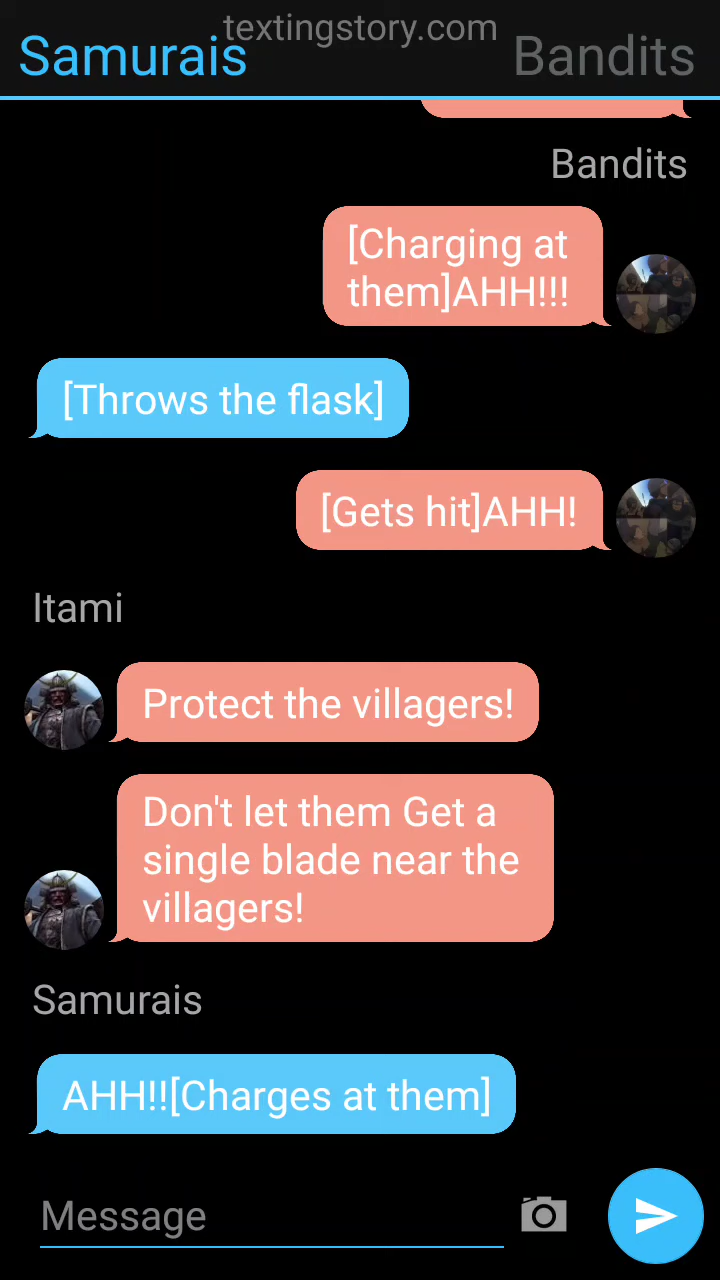 textingstory.com
Samurais
Bandits
Bandits
[Charging at
them]AHH!!!
[Throws the flask]
[Gets hit]AHH!
Itami
Protect the villagers!
Don't let them Get a
single blade near the
villagers!
Samurais
AHH!![Charges at them]
Message